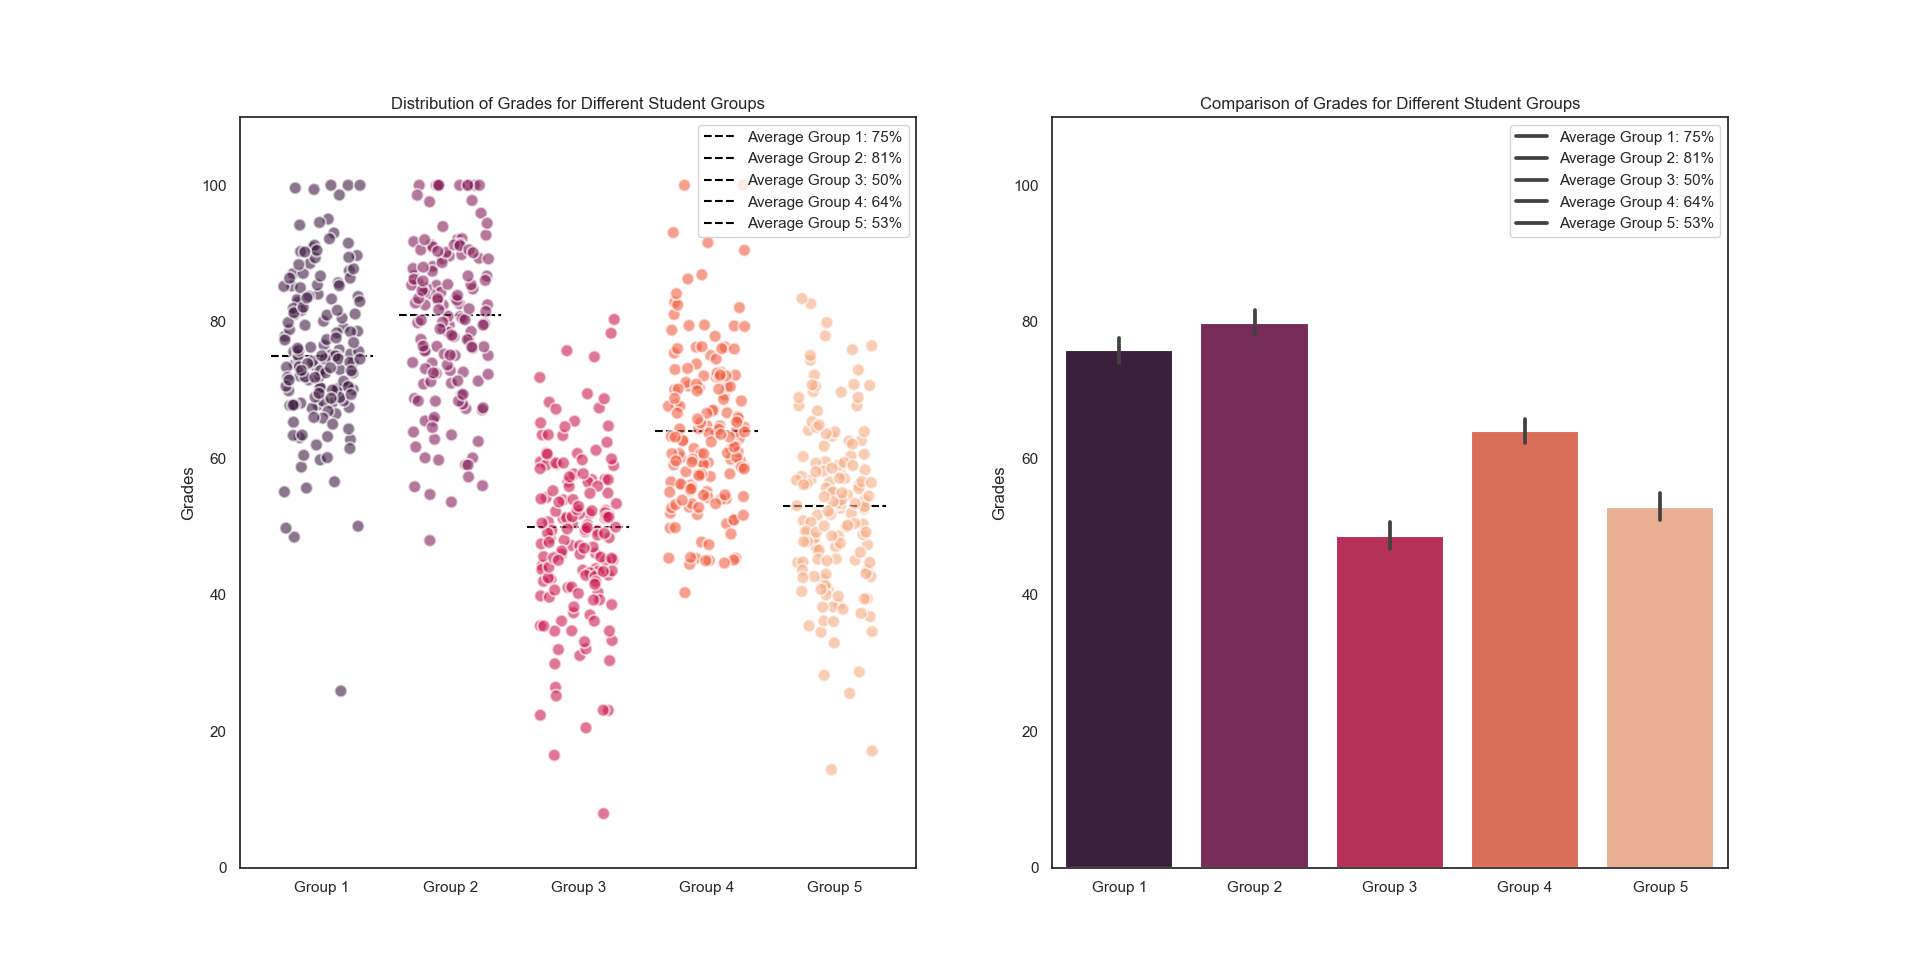 Distribution of Grades for Different Student Groups
Average Group 1: 75%
Average Group 2: 81%
Average Group 3: 50%
Average Group 4: 64%
Average Group 5: 53%
Grades
100
80
60
40
20
0
Group 1
Group 2
Group 3
Group 4
Group 5
Comparison of Grades for Different Student Groups
Average Group 1: 75%
Average Group 2: 81%
Average Group 3: 50%
Average Group 4: 64%
Average Group 5: 53%
Grades
100
80
60
40
20
0
Group 1
Group 2
Group 3
Group 4
Group 5